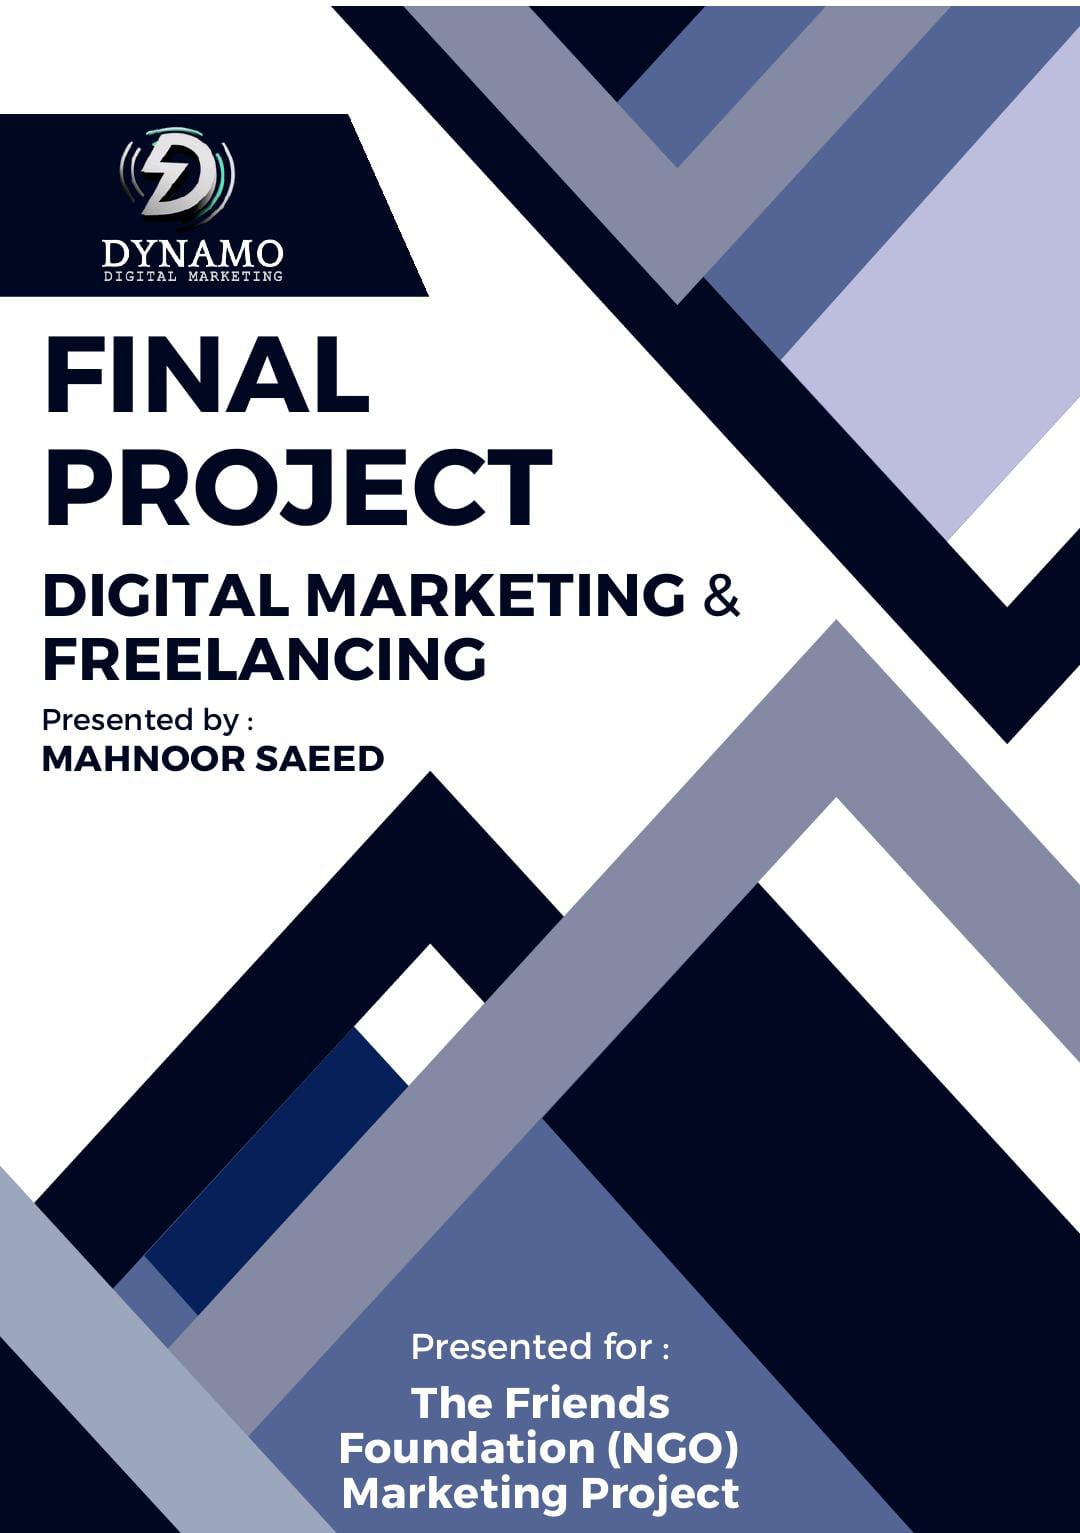 DYNAMO
DIGITAL MARKETING
FINAL
PROJECT
DIGITAL MARKETING &
FREELANCING
Presented by :
MAHNOOR SAEED
Presented for :
The Friends
Foundation (NGO)
Marketing Project